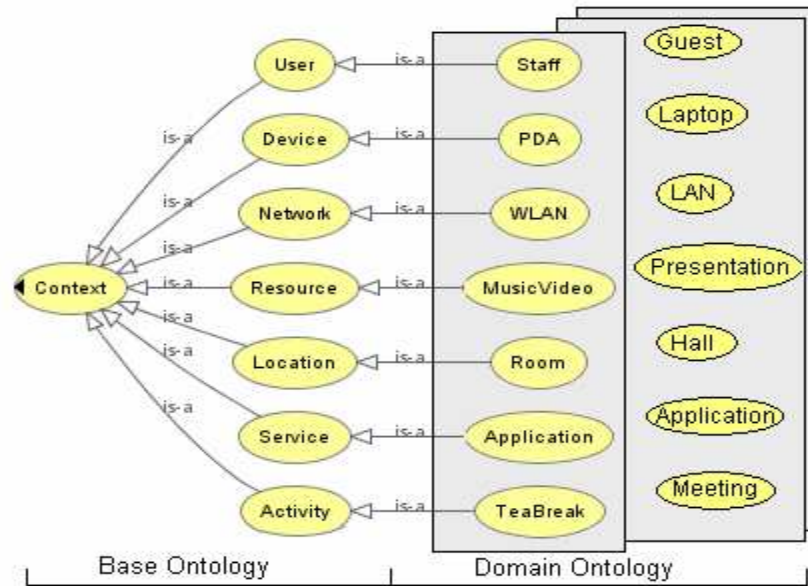 User
is-a
Staff
Guest
is-a
Device
is-a
PDA
Laptop
is-a
Network
is-a
WLAN
LAN
is-a
Context
is-a
Resource
is-a
MusicVideo
Presentation
is-a
Location
is-a
Room
Hall
is-a
Service
is-a
Application
Application
is-a
Activity
is-a
TeaBreak
Meeting
Base Ontology
Domain Ontology